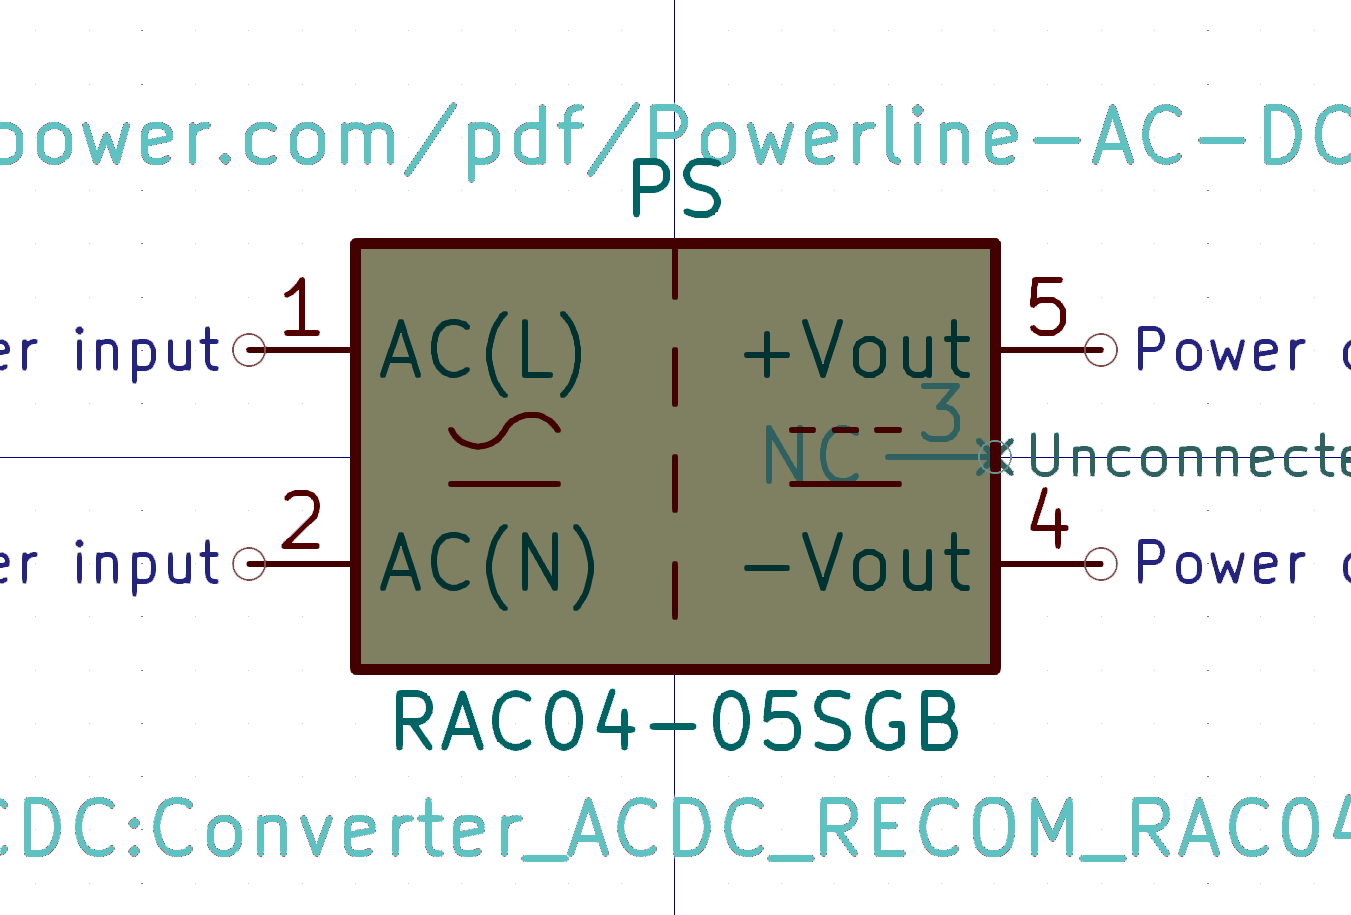 power.com/pdf/Powerline-AC-DC
PS
1 5
er input AC(L) +Vout Power
3
NC Unconnecte
2 4
er input AC(N) -Vout Power
RAC04-05SGB
CDC:Converter_ACDC_RECOM_RAC04